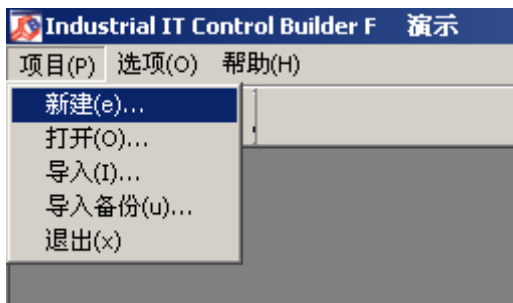 Industrial IT Control Builder F 演示
项目(P) 选项(O) 帮助(H)
新建(e)...
打开(O)...
导入(I)...
导入备份(u)...
退出(x)